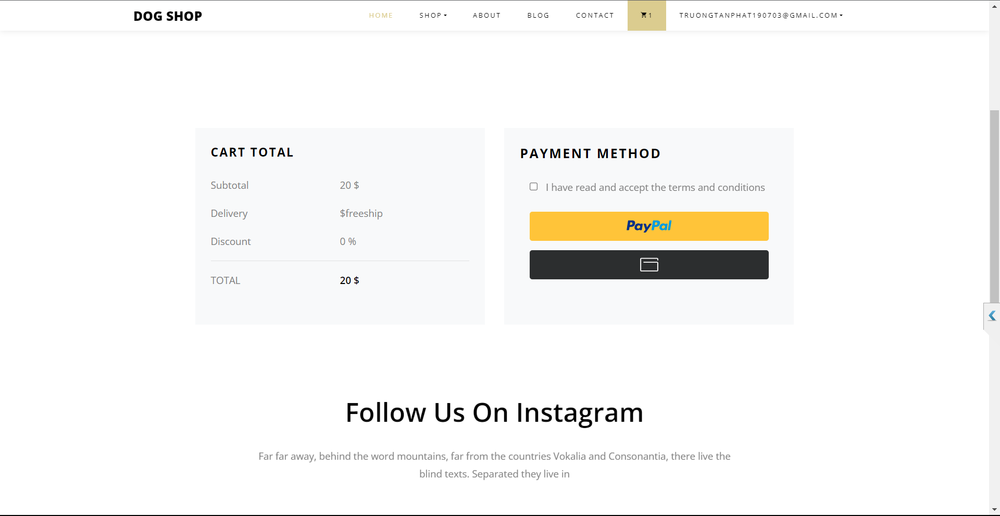 DOG SHOP
HOME
SHOP
ABOUT
BLOG
CONTACT
1
TRUONGTANPHAT190703@GMAIL.COM
CART TOTAL
Subtotal 20 $
Delivery $freeship
Discount 0 %
TOTAL 20 $
PAYMENT METHOD
I have read and accept the terms and conditions
PayPal
Follow Us On Instagram
Far far away, behind the word mountains, far from the countries Vokalia and Consonantia, there live the
blind texts. Separated they live in